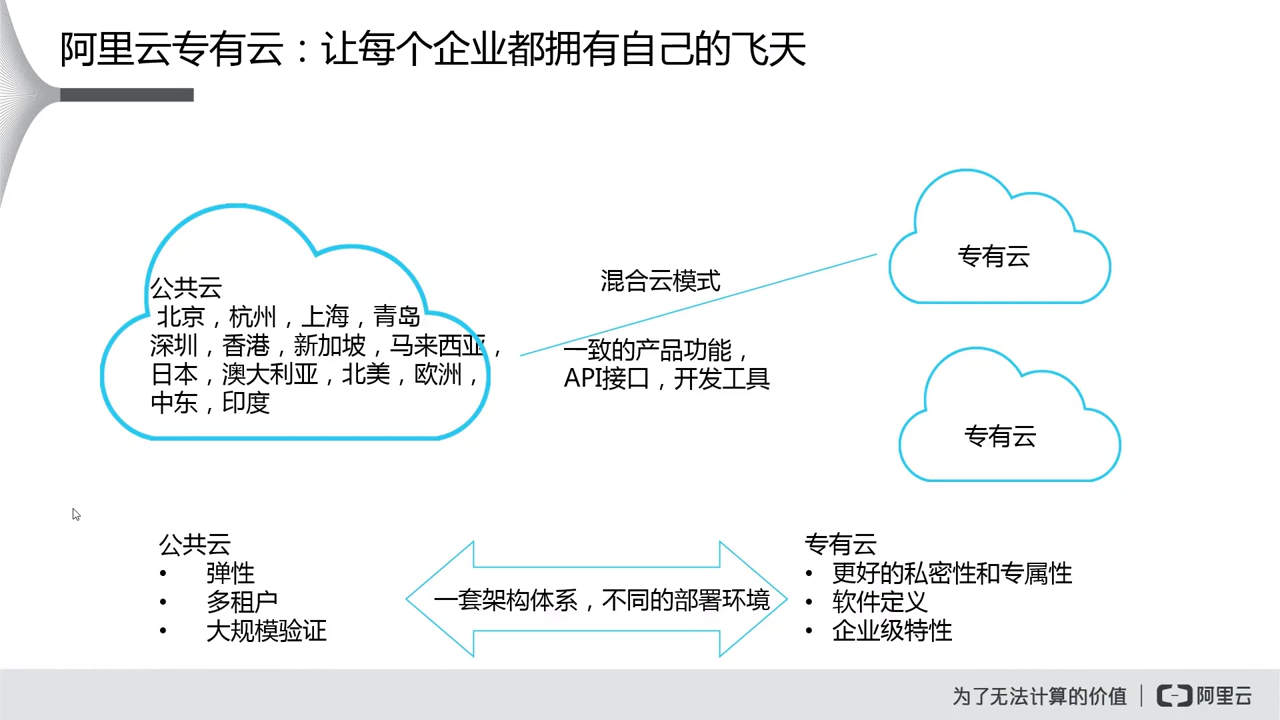 阿里云专有云：让每个企业都拥有自己的飞天
公共云
北京，杭州，上海，青岛
深圳，香港，新加坡，马来西亚，
日本，澳大利亚，北美，欧洲，
中东，印度
混合云模式
一致的产品功能，
API接口，开发工具
专有云
专有云
公共云
• 弹性
• 多租户
• 大规模验证
一套架构体系，不同的部署环境
专有云
• 更好的私密性和专属性
• 软件定义
• 企业级特性
为了无法计算的价值 | 阿里云